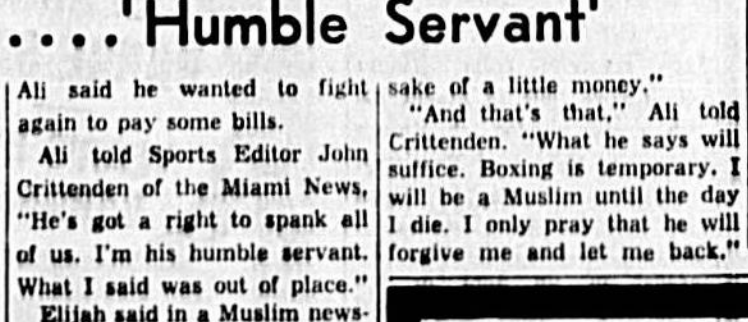 ....'Humble Servant'
Ali said he wanted to fight
again to pay some bills.
Ali told Sports Editor John
Crittenden of the Miami News,
"He's got a right to spank all
of us. I'm his humble servant.
What I said was out of place."
Elijah said in a Muslim news-
sake of a little money."
"And that's that," Ali told
Crittenden. "What he says will
suffice. Boxing is temporary. I
will be a Muslim until the day
I die. I only pray that he will
forgive me and let me back."